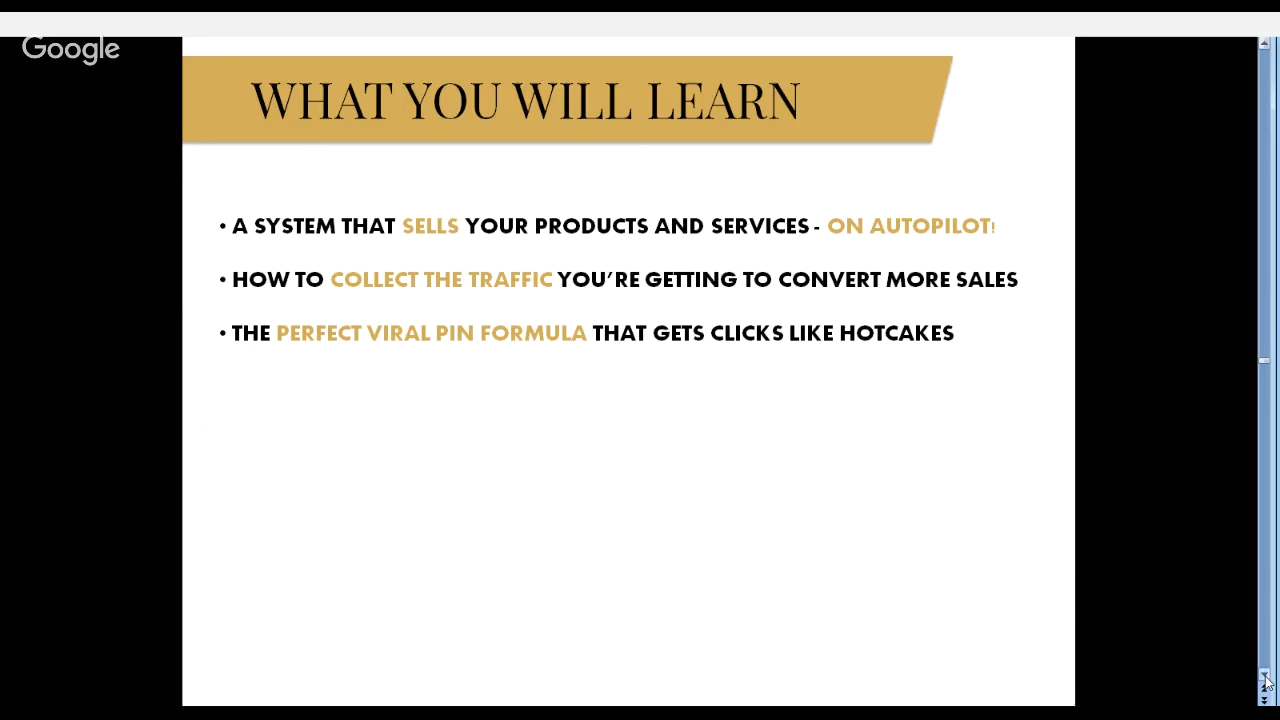 Google
WHAT YOU WILL LEARN
• A SYSTEM THAT SELLS YOUR PRODUCTS AND SERVICES - ON AUTOPILOT!
• HOW TO COLLECT THE TRAFFIC YOU’RE GETTING TO CONVERT MORE SALES
• THE PERFECT VIRAL PIN FORMULA THAT GETS CLICKS LIKE HOTCAKES